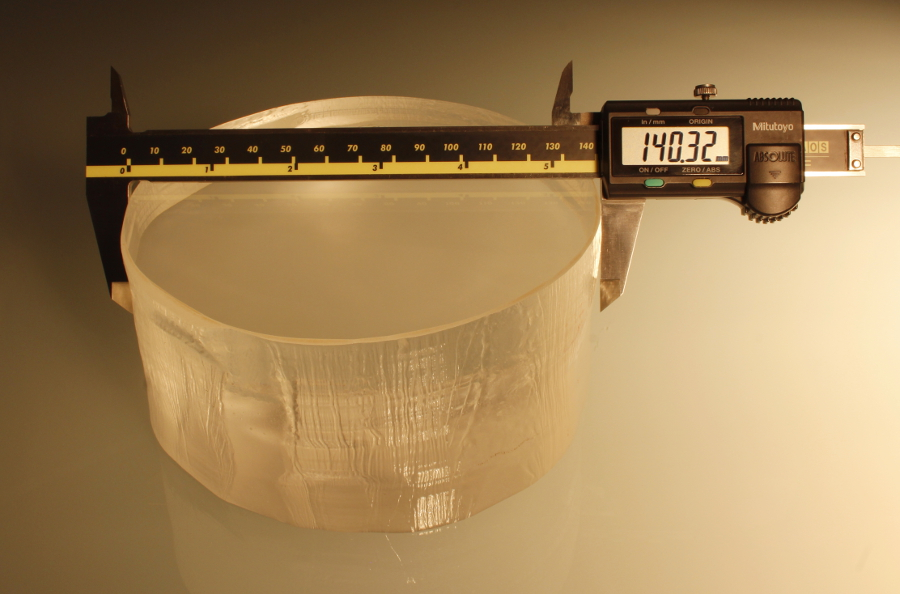 0 10 20 30 40 50 60 70 80 90 100 110 120 130 140
0 1 2 3 4 5
in / mm ORIGIN
Mitutoyo
140.32
ABSOLUTE
ON / OFF ZERO / ABS